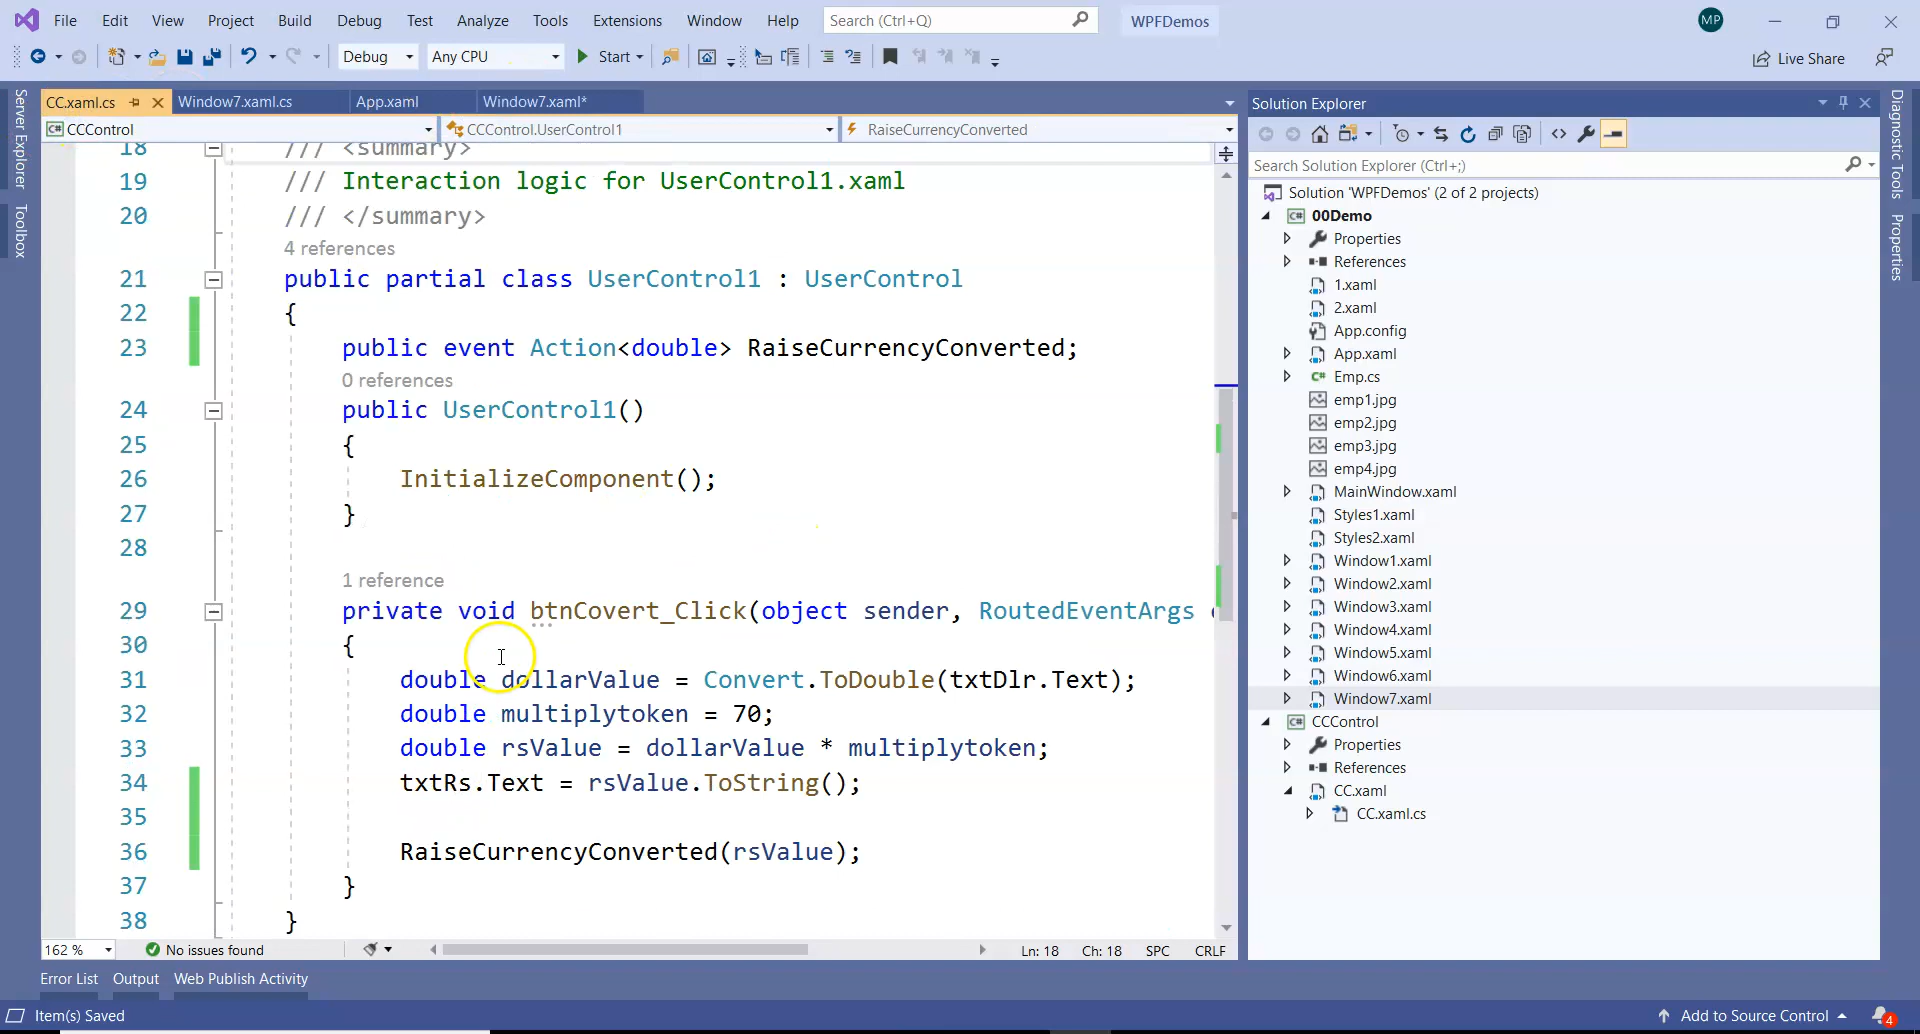 File Edit View Project Build Debug Test Analyze Tools Extensions Window Help Search (Ctrl+Q) WPFDemos MP
Debug Any CPU Start Live Share
Server Explorer
Toolbox
CC.xaml.cs Window7.xaml.cs App.xaml Window7.xaml*
CCControl CCControl.UserControl1 RaiseCurrencyConverted
18 /// <summary>
19 /// Interaction logic for UserControl1.xaml
20 /// </summary>
4 references
21 public partial class UserControl1 : UserControl
22 {
23 public event Action<double> RaiseCurrencyConverted;
0 references
24 public UserControl1()
25 {
26 InitializeComponent();
27 }
28
1 reference
29 private void btnCovert_Click(object sender, RoutedEventArgs
30 {
31 double dollarValue = Convert.ToDouble(txtDlr.Text);
32 double multiplytoken = 70;
33 double rsValue = dollarValue * multiplytoken;
34 txtRs.Text = rsValue.ToString();
35
36 RaiseCurrencyConverted(rsValue);
37 }
38 }
162 % No issues found Ln: 18 Ch: 18 SPC CRLF
Solution Explorer
Search Solution Explorer (Ctrl+;)
Solution 'WPFDemos' (2 of 2 projects)
00Demo
Properties
References
1.xaml
2.xaml
App.config
App.xaml
Emp.cs
emp1.jpg
emp2.jpg
emp3.jpg
emp4.jpg
MainWindow.xaml
Styles1.xaml
Styles2.xaml
Window1.xaml
Window2.xaml
Window3.xaml
Window4.xaml
Window5.xaml
Window6.xaml
Window7.xaml
CCControl
Properties
References
CC.xaml
CC.xaml.cs
Diagnostic Tools
Properties
Error List Output Web Publish Activity
Item(s) Saved Add to Source Control 4